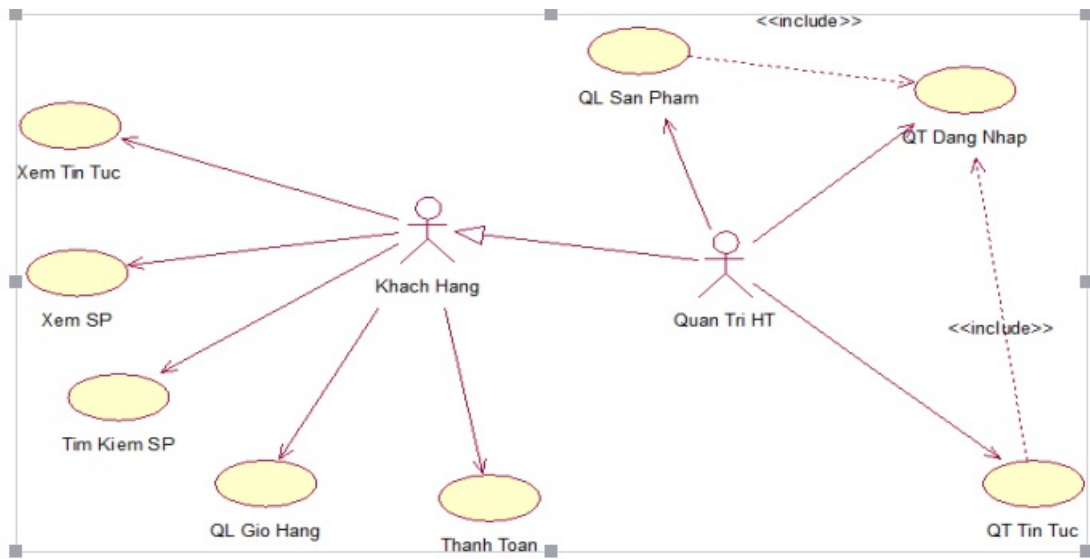 <<include>>
QL San Pham
QT Dang Nhap
Xem Tin Tuc
Khach Hang
Xem SP
Quan Tri HT
<<include>>
Tim Kiem SP
QL Gio Hang
Thanh Toan
QT Tin Tuc